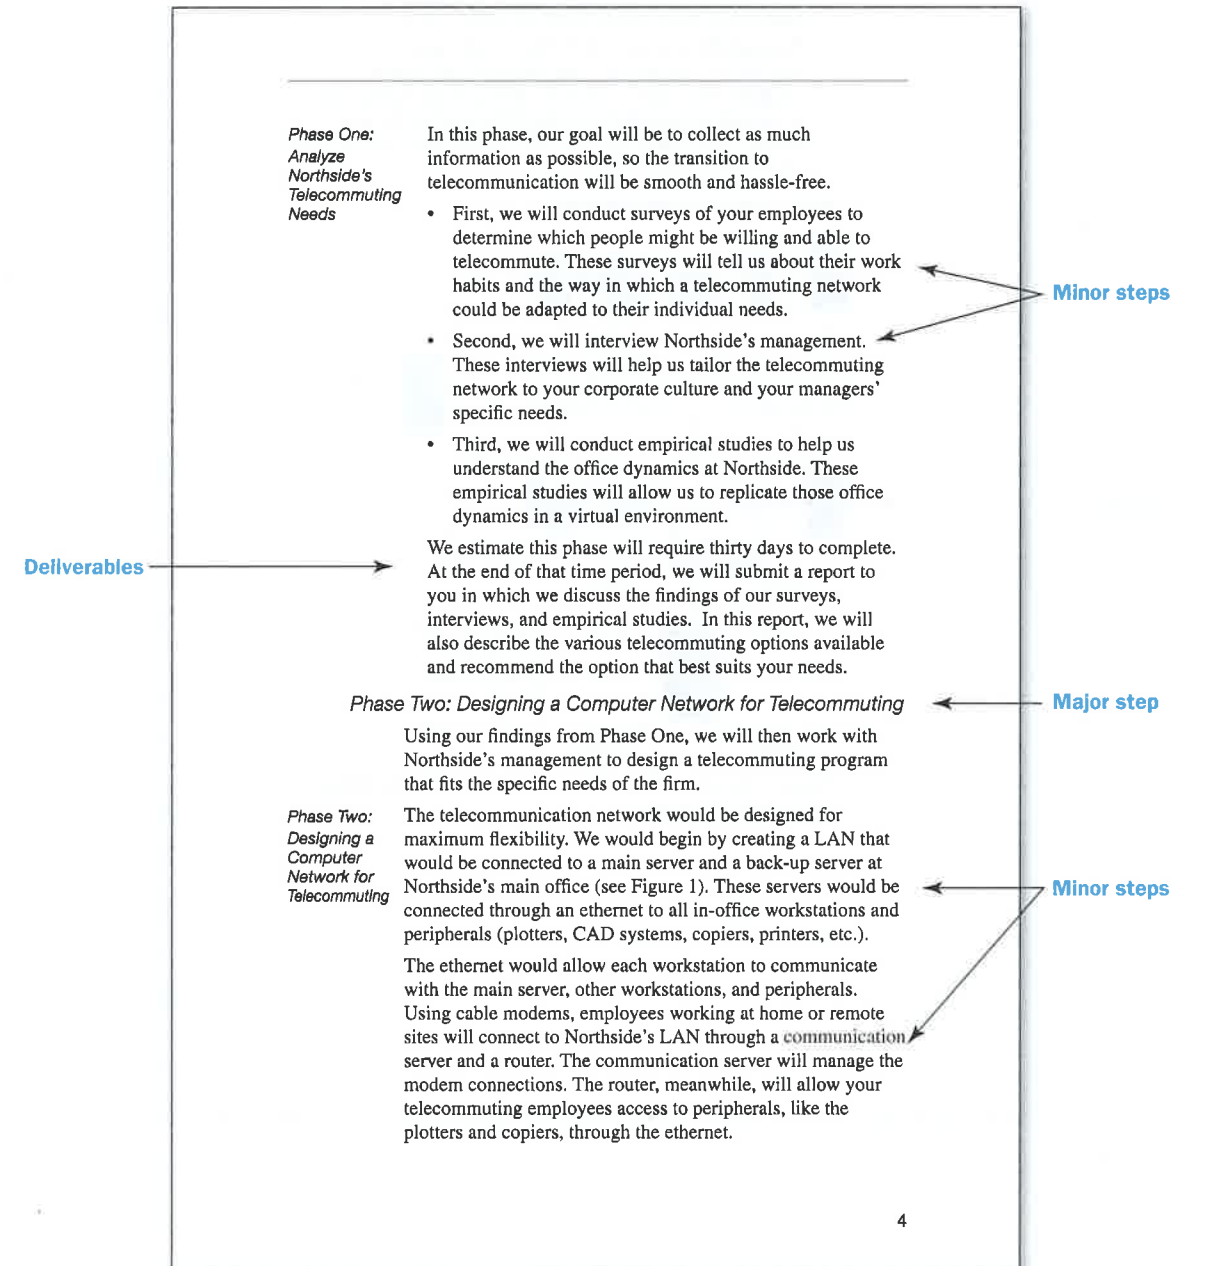 Phase One:
Analyze
Northside's
Telecommuting
Needs
In this phase, our goal will be to collect as much
information as possible, so the transition to
telecommunication will be smooth and hassle-free.
• First, we will conduct surveys of your employees to
determine which people might be willing and able to
telecommute. These surveys will tell us about their work
habits and the way in which a telecommuting network
could be adapted to their individual needs.
Minor steps
• Second, we will interview Northside's management.
These interviews will help us tailor the telecommuting
network to your corporate culture and your managers'
specific needs.
• Third, we will conduct empirical studies to help us
understand the office dynamics at Northside. These
empirical studies will allow us to replicate those office
dynamics in a virtual environment.
Deliverables
We estimate this phase will require thirty days to complete.
At the end of that time period, we will submit a report to
you in which we discuss the findings of our surveys,
interviews, and empirical studies. In this report, we will
also describe the various telecommuting options available
and recommend the option that best suits your needs.
Phase Two: Designing a Computer Network for Telecommuting
Major step
Using our findings from Phase One, we will then work with
Northside's management to design a telecommuting program
that fits the specific needs of the firm.
Phase Two:
Designing a
Computer
Network for
Telecommuting
The telecommunication network would be designed for
maximum flexibility. We would begin by creating a LAN that
would be connected to a main server and a back-up server at
Northside's main office (see Figure 1). These servers would be
connected through an ethernet to all in-office workstations and
peripherals (plotters, CAD systems, copiers, printers, etc.).
Minor steps
The ethernet would allow each workstation to communicate
with the main server, other workstations, and peripherals.
Using cable modems, employees working at home or remote
sites will connect to Northside's LAN through a communication
server and a router. The communication server will manage the
modem connections. The router, meanwhile, will allow your
telecommuting employees access to peripherals, like the
plotters and copiers, through the ethernet.
4